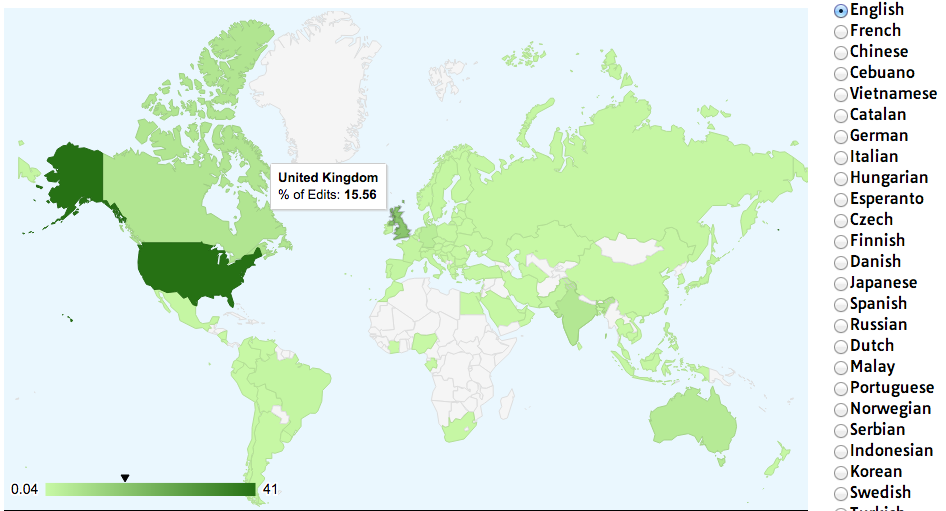 United Kingdom
% of Edits: 15.56
0.04
41
English
French
Chinese
Cebuano
Vietnamese
Catalan
German
Italian
Hungarian
Esperanto
Czech
Finnish
Danish
Japanese
Spanish
Russian
Dutch
Malay
Portuguese
Norwegian
Serbian
Indonesian
Korean
Swedish
Turkish